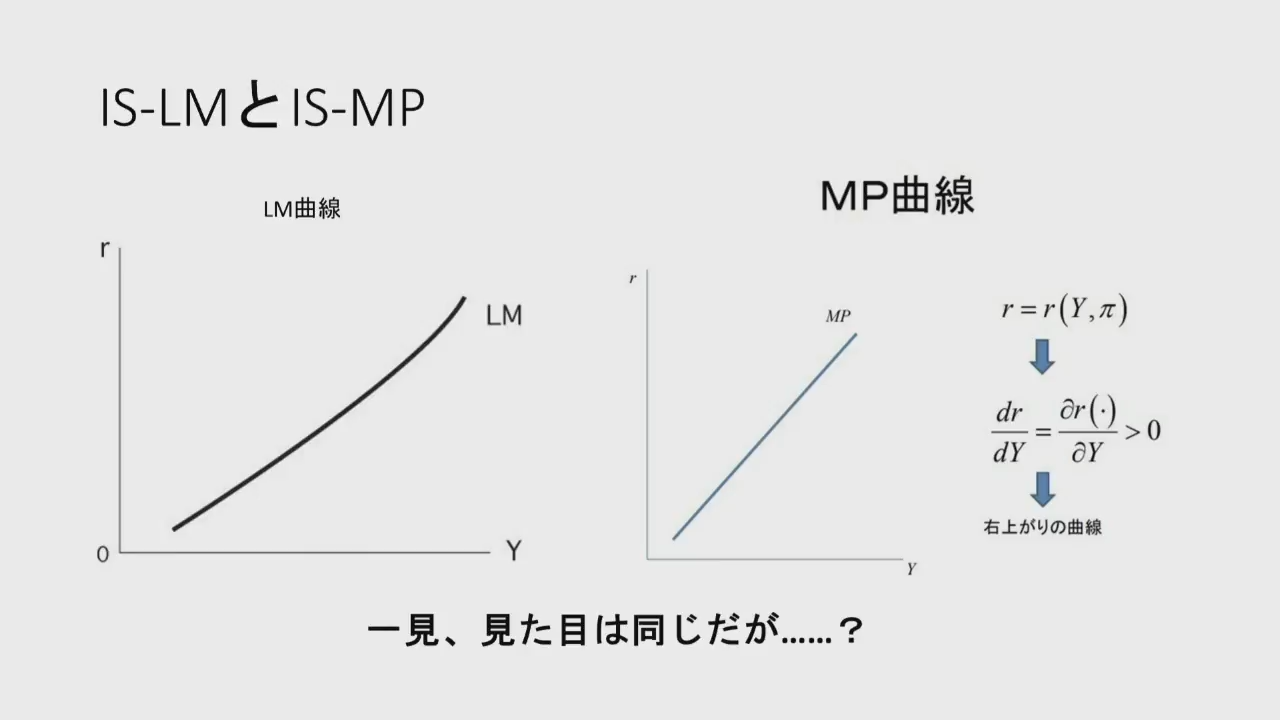 IS-LMとIS-MP
LM曲線
r
LM
0
Y
MP曲線
r
MP
Y
r = r(Y, π)
dr/dY = ∂r(·)/∂Y > 0
右上がりの曲線
一見、見た目は同じだが……？